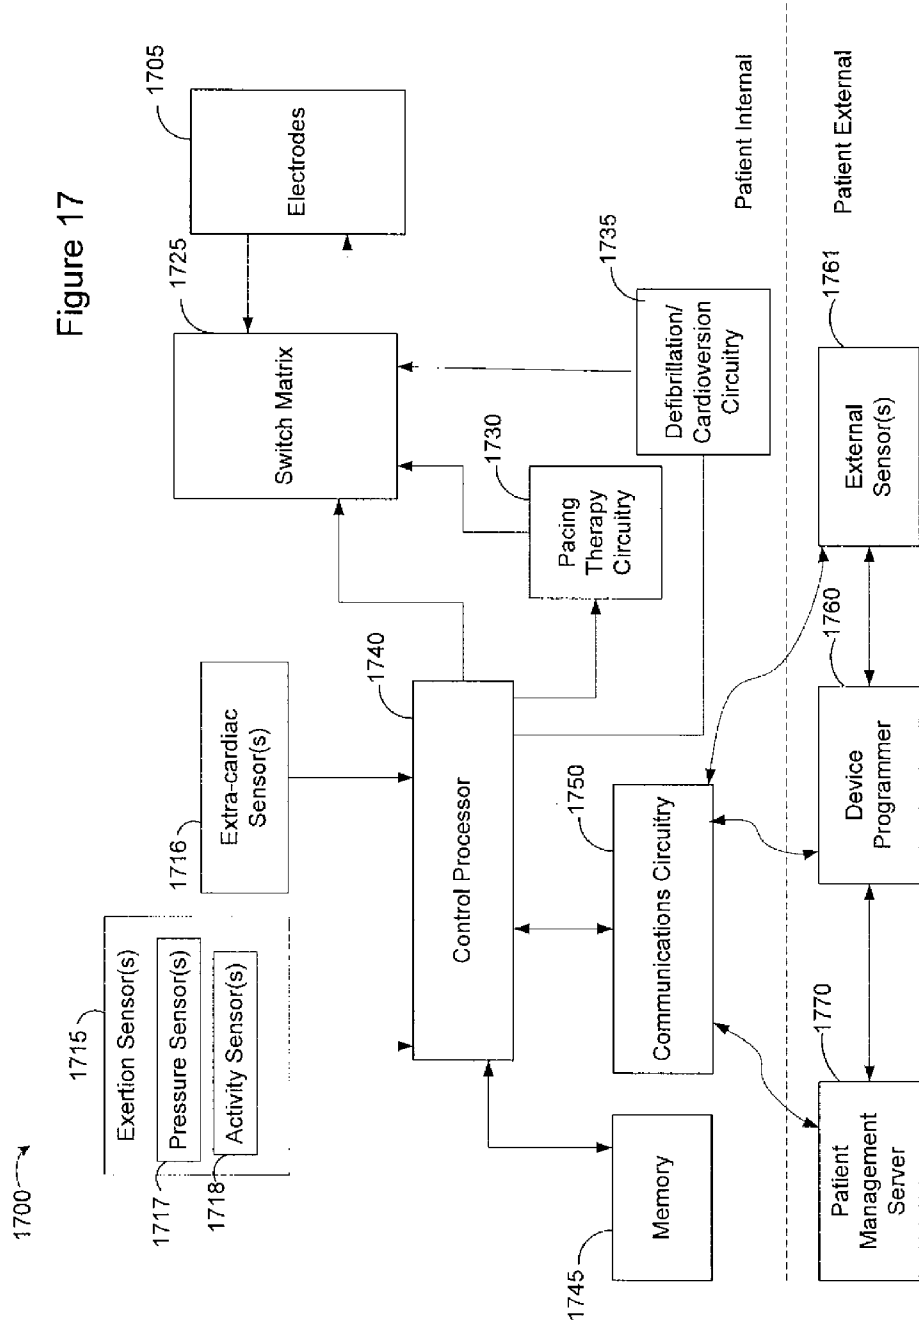 Figure 17
1700
1715
Exertion Sensor(s)
Pressure Sensor(s)
1717
Activity Sensor(s)
1718
1716
Extra-cardiac
Sensor(s)
1725
Switch Matrix
1705
Electrodes
1740
Control Processor
1730
Pacing
Therapy
Circuitry
1735
Defibrillation/
Cardioversion
Circuitry
1745
Memory
1750
Communications Circuitry
Patient Internal
Patient External
1770
Patient
Management
Server
1760
Device
Programmer
1761
External
Sensor(s)